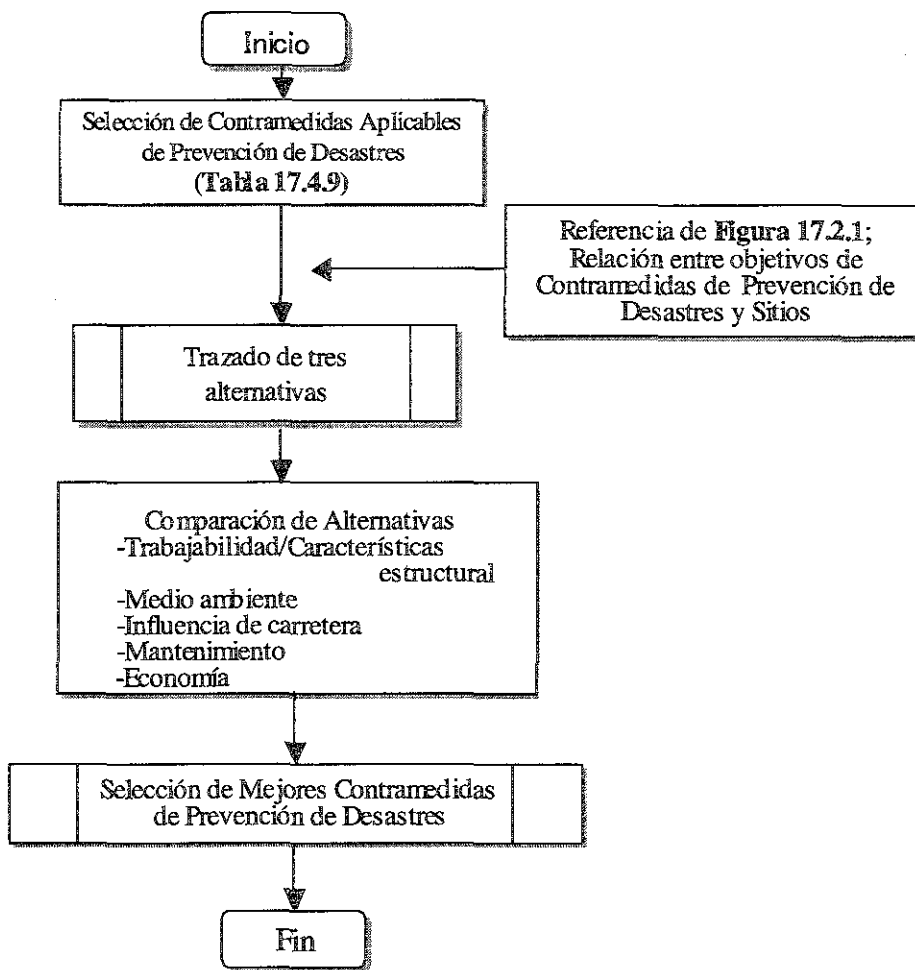 Inicio
Selección de Contramedidas Aplicables
de Prevención de Desastres
(Tabla 17.4.9)
Referencia de Figura 17.2.1;
Relación entre objetivos de
Contramedidas de Prevención de
Desastres y Sitios
Trazado de tres
alternativas
Comparación de Alternativas
-Trabajabilidad/Características
estructural
-Medio ambiente
-Influencia de carretera
-Mantenimiento
-Economía
Selección de Mejores Contramedidas
de Prevención de Desastres
Fin